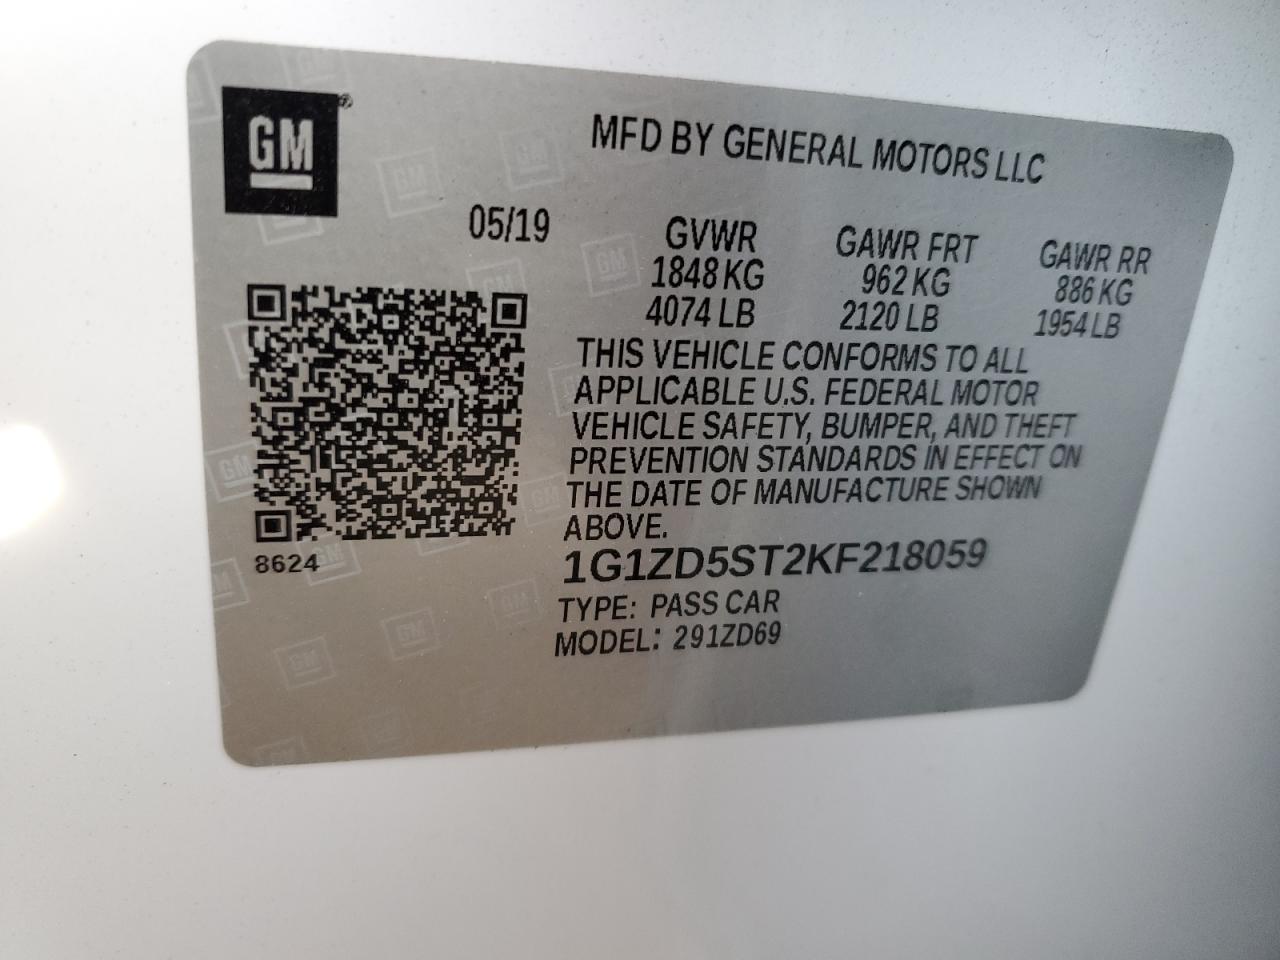 GM
MFD BY GENERAL MOTORS LLC
05/19
GVWR GAWR FRT GAWR RR
1848 KG 962 KG 886 KG
4074 LB 2120 LB 1954 LB
THIS VEHICLE CONFORMS TO ALL
APPLICABLE U.S. FEDERAL MOTOR
VEHICLE SAFETY, BUMPER, AND THEFT
PREVENTION STANDARDS IN EFFECT ON
THE DATE OF MANUFACTURE SHOWN
ABOVE.
8624
1G1ZD5ST2KF218059
TYPE: PASS CAR
MODEL: 291ZD69